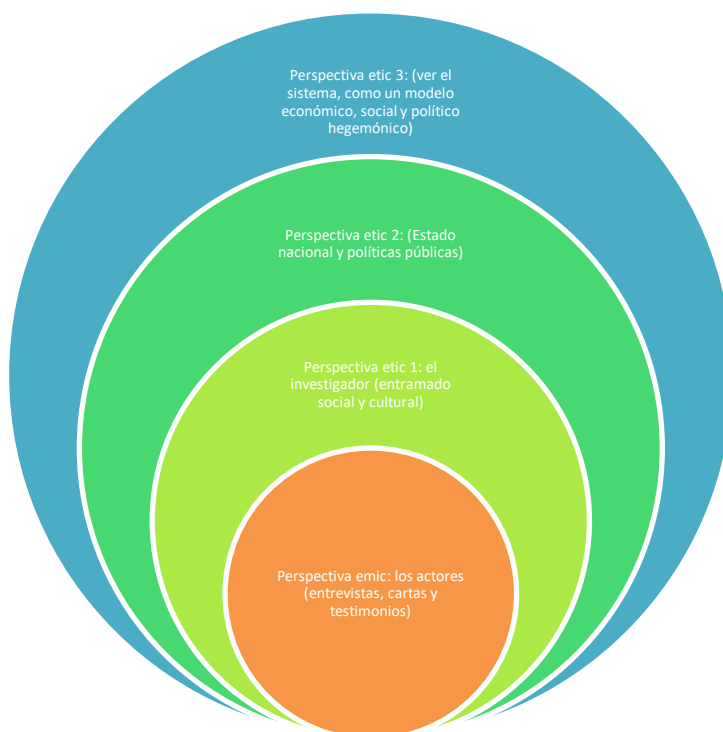 Perspectiva etic 3: (ver el
sistema, como un modelo
económico, social y político
hegemónico)
Perspectiva etic 2: (Estado
nacional y políticas públicas)
Perspectiva etic 1: el
investigador (entramado
social y cultural)
Perspectiva emic: los actores
(entrevistas, cartas y
testimonios)